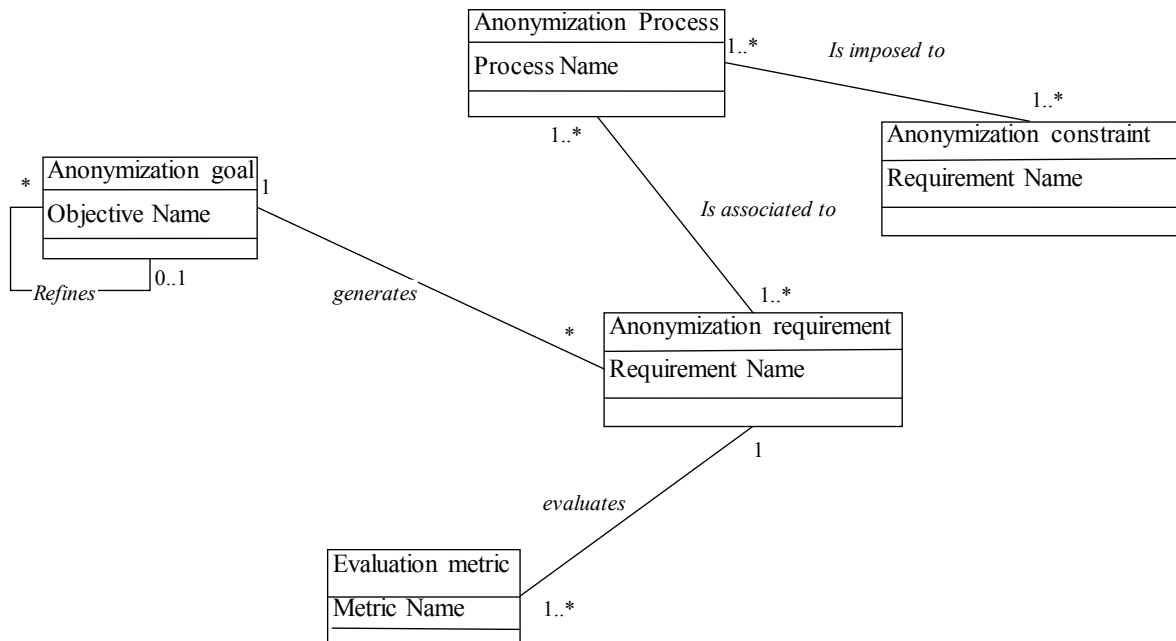 Anonymization Process
Process Name
1..*
Is imposed to
1..*
Anonymization constraint
Requirement Name
1..*
Is associated to
1..*
*
Anonymization goal
1
Objective Name
0..1
Refines
generates
*
Anonymization requirement
Requirement Name
1
evaluates
Evaluation metric
Metric Name
1..*